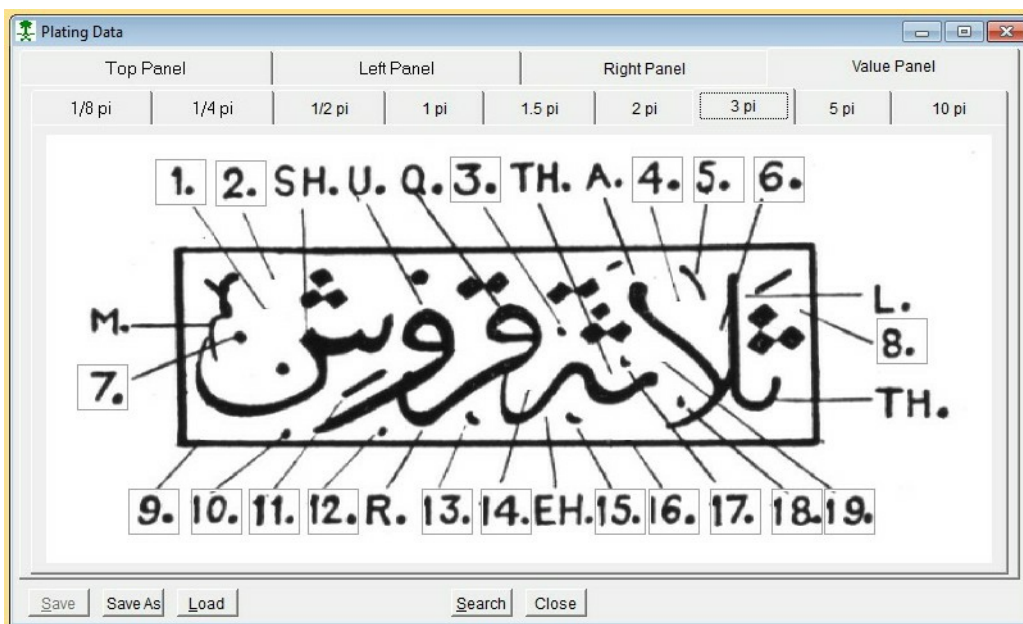 Plating Data
Top Panel Left Panel Right Panel Value Panel
1/8 pi 1/4 pi 1/2 pi 1 pi 1.5 pi 2 pi 3 pi 5 pi 10 pi
1. 2. SH. U. Q. 3. TH. A. 4. 5. 6.
ثَلاثة قروش
M. L.
8.
7. TH.
9. 10. 11. 12. R. 13. 14. EH. 15. 16. 17. 18. 19.
Save Save As Load Search Close